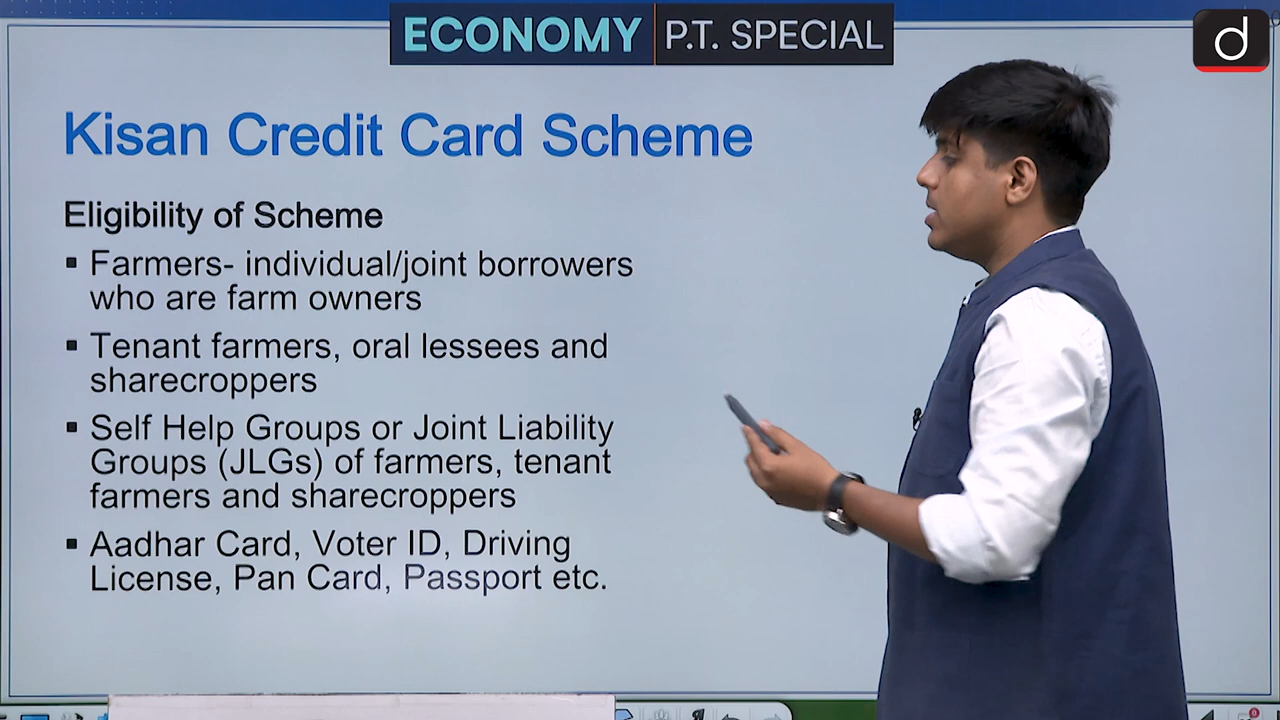 ECONOMY P.T. SPECIAL
d
Kisan Credit Card Scheme
Eligibility of Scheme
▪ Farmers- individual/joint borrowers
who are farm owners
▪ Tenant farmers, oral lessees and
sharecroppers
▪ Self Help Groups or Joint Liability
Groups (JLGs) of farmers, tenant
farmers and sharecroppers
▪ Aadhar Card, Voter ID, Driving
License, Pan Card, Passport etc.